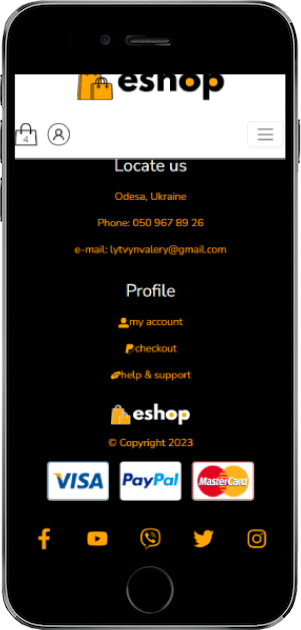 eshop
4
Locate us
Odesa, Ukraine
Phone: 050 967 89 26
e-mail: lytvynvalery@gmail.com
Profile
my account
checkout
help & support
eshop
© Copyright 2023
VISA PayPal MasterCard